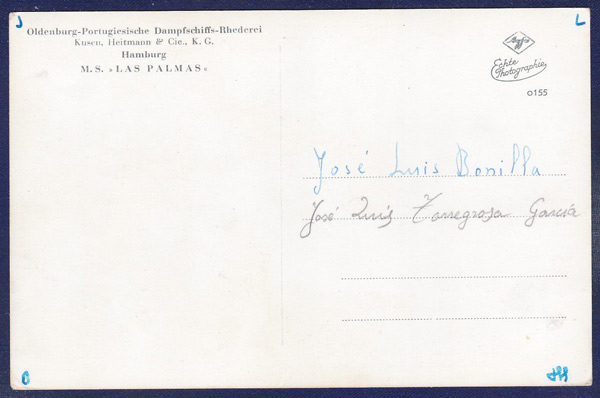 J
L
Oldenburg-Portugiesische Dampfschiffs-Rhederei
Kusen, Heitmann & Cie., K. G.
Hamburg
M.S. »LAS PALMAS«
Agfa
Echte
Photographie
0155
José Luis Bonilla
José Luis Torregrosa García
B